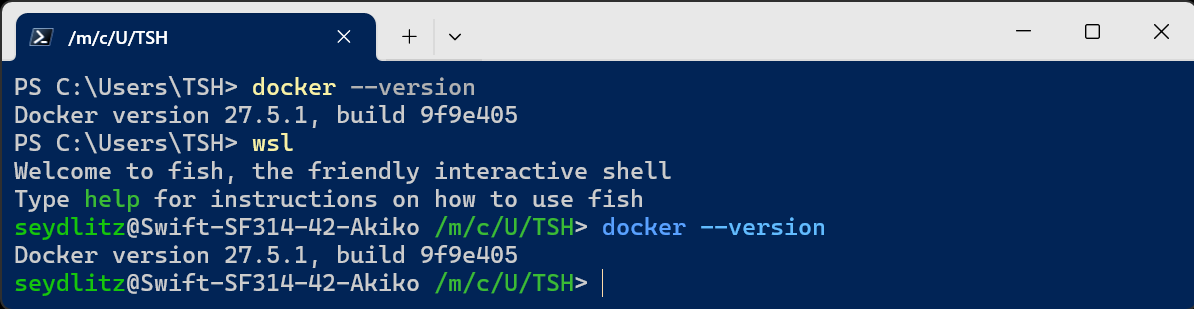 /m/c/U/TSH
PS C:\Users\TSH> docker --version
Docker version 27.5.1, build 9f9e405
PS C:\Users\TSH> wsl
Welcome to fish, the friendly interactive shell
Type help for instructions on how to use fish
seydlitz@Swift-SF314-42-Akiko /m/c/U/TSH> docker --version
Docker version 27.5.1, build 9f9e405
seydlitz@Swift-SF314-42-Akiko /m/c/U/TSH>